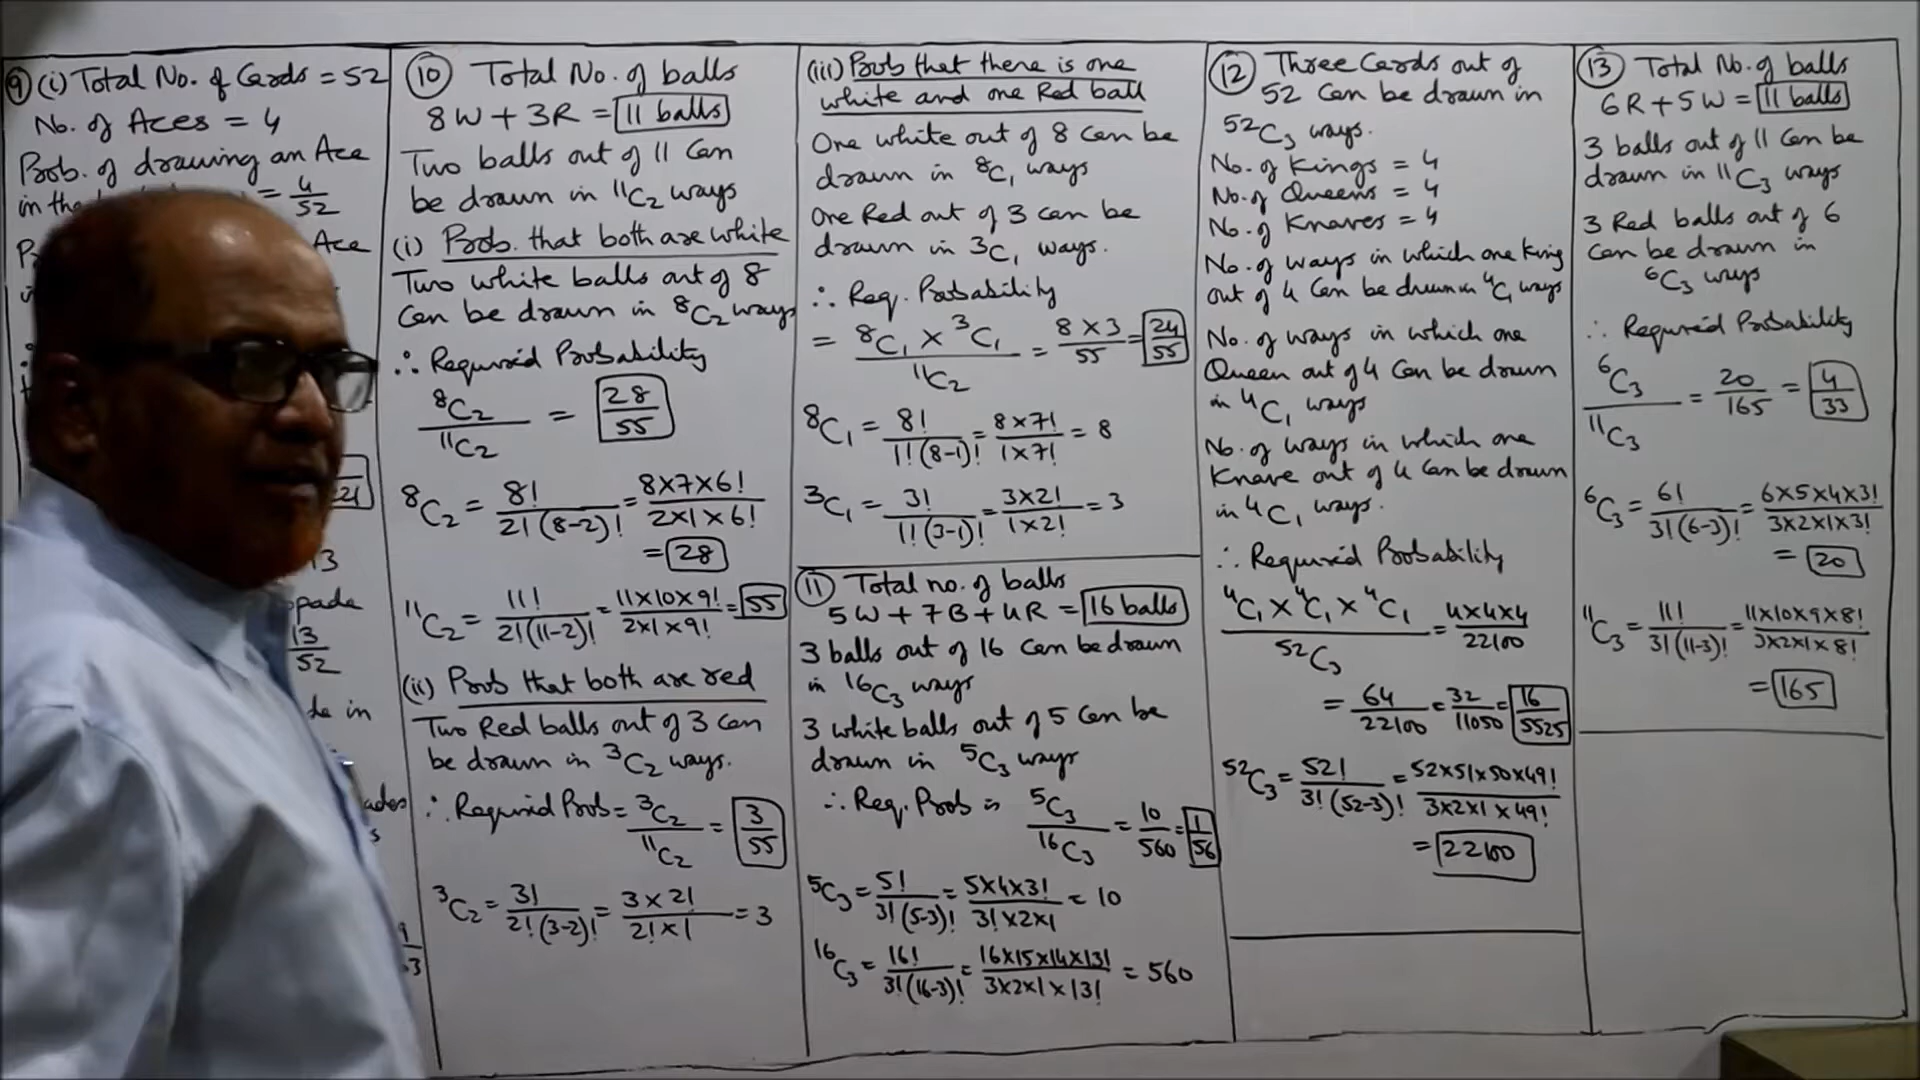 9 (i) Total No. of Cards = 52
No. of Aces = 4
Prob. of drawing an Ace
in the = 4/52
Ace
21
13
pade
13/52
de in
ades
s
10 Total No. of balls
8W + 3R = 11 balls
Two balls out of 11 Can
be drawn in ¹¹C₂ ways
(i) Prob. that both are white
Two white balls out of 8
Can be drawn in ⁸C₂ ways
∴ Required Probability
⁸C₂/¹¹C₂ = 28/55
⁸C₂ = 8!/2!(8-2)! = 8×7×6!/2×1×6!
= 28
¹¹C₂ = 11!/2!(11-2)! = 11×10×9!/2×1×9! = 55
(ii) Prob that both are red
Two Red balls out of 3 can
be drawn in ³C₂ ways.
∴ Required Prob = ³C₂/¹¹C₂ = 3/55
³C₂ = 3!/2!(3-2)! = 3×2!/2!×1 = 3
(iii) Prob that there is one
white and one Red ball
One white out of 8 can be
drawn in ⁸C₁ ways
One Red out of 3 can be
drawn in ³C₁ ways.
∴ Req. Probability
= ⁸C₁ × ³C₁/¹¹C₂ = 8×3/55 = 24/55
⁸C₁ = 8!/1!(8-1)! = 8×7!/1×7! = 8
³C₁ = 3!/1!(3-1)! = 3×2!/1×2! = 3
11 Total no. of balls
5W + 7B + 4R = 16 balls
3 balls out of 16 can be drawn
in ¹⁶C₃ ways
3 white balls out of 5 can be
drawn in ⁵C₃ ways
∴ Req. Prob is ⁵C₃/¹⁶C₃ = 10/560 = 1/56
⁵C₃ = 5!/3!(5-3)! = 5×4×3!/3!×2×1 = 10
¹⁶C₃ = 16!/3!(16-3)! = 16×15×14×13!/3×2×1×13! = 560
12 Three Cards out of
52 Can be drawn in
⁵²C₃ ways.
No. of Kings = 4
No. of Queens = 4
No. of Knaves = 4
No. of ways in which one King
out of 4 Can be drawn in ⁴C₁ ways
No. of ways in which one
Queen out of 4 Can be drawn
in ⁴C₁ ways
No. of ways in which one
Knave out of 4 Can be drawn
in ⁴C₁ ways.
∴ Required Probability
⁴C₁ × ⁴C₁ × ⁴C₁/⁵²C₃ = 4×4×4/22100
= 64/22100 = 32/11050 = 16/5525
⁵²C₃ = 52!/3!(52-3)! = 52×51×50×49!/3×2×1×49!
= 22100
13 Total No. of balls
6R + 5W = 11 balls
3 balls out of 11 Can be
drawn in ¹¹C₃ ways
3 Red balls out of 6
Can be drawn in
⁶C₃ ways
∴ Required Probability
⁶C₃/¹¹C₃ = 20/165 = 4/33
⁶C₃ = 6!/3!(6-3)! = 6×5×4×3!/3×2×1×3!
= 20
¹¹C₃ = 11!/3!(11-3)! = 11×10×9×8!/3×2×1×8!
= 165